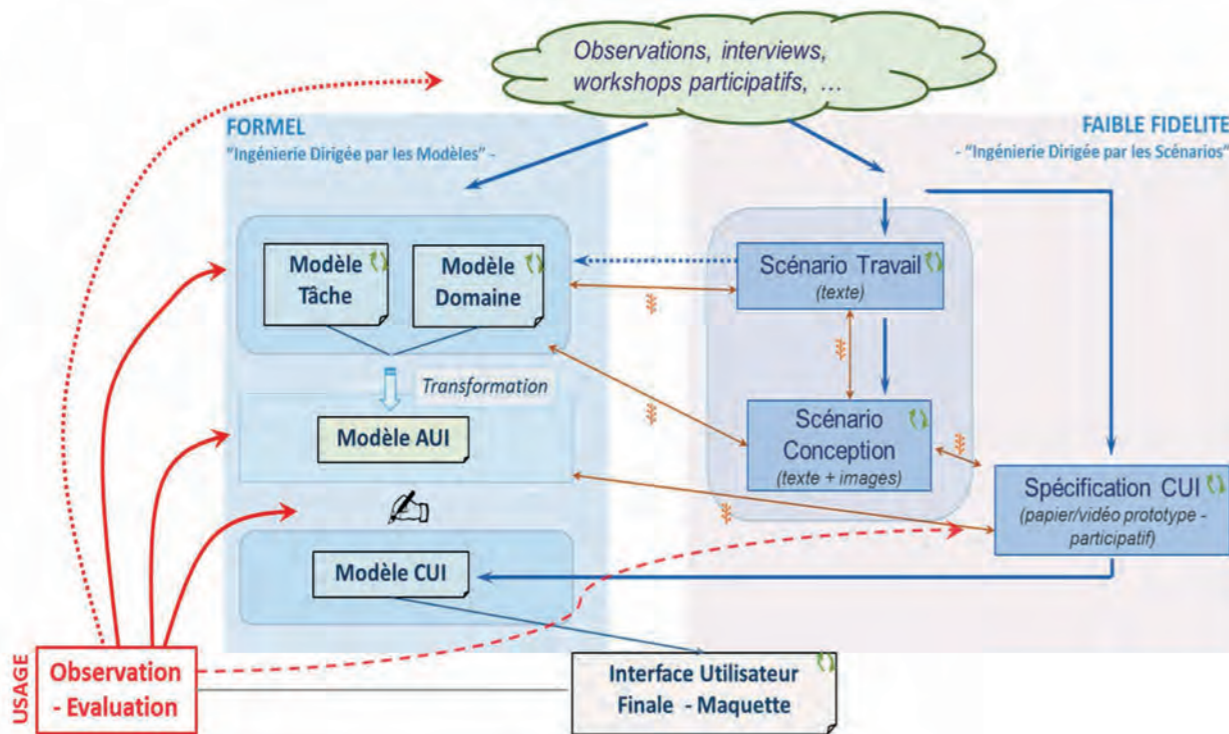 Observations, interviews,
workshops participatifs, …
FORMEL
"Ingénierie Dirigée par les Modèles" -
FAIBLE FIDELITE
- "Ingénierie Dirigée par les Scénarios"
Modèle
Tâche
Modèle
Domaine
Scénario Travail
(texte)
Transformation
Modèle AUI
Scénario
Conception
(texte + images)
Spécification CUI
(papier/vidéo prototype -
participatif)
Modèle CUI
USAGE
Observation
- Evaluation
Interface Utilisateur
Finale - Maquette